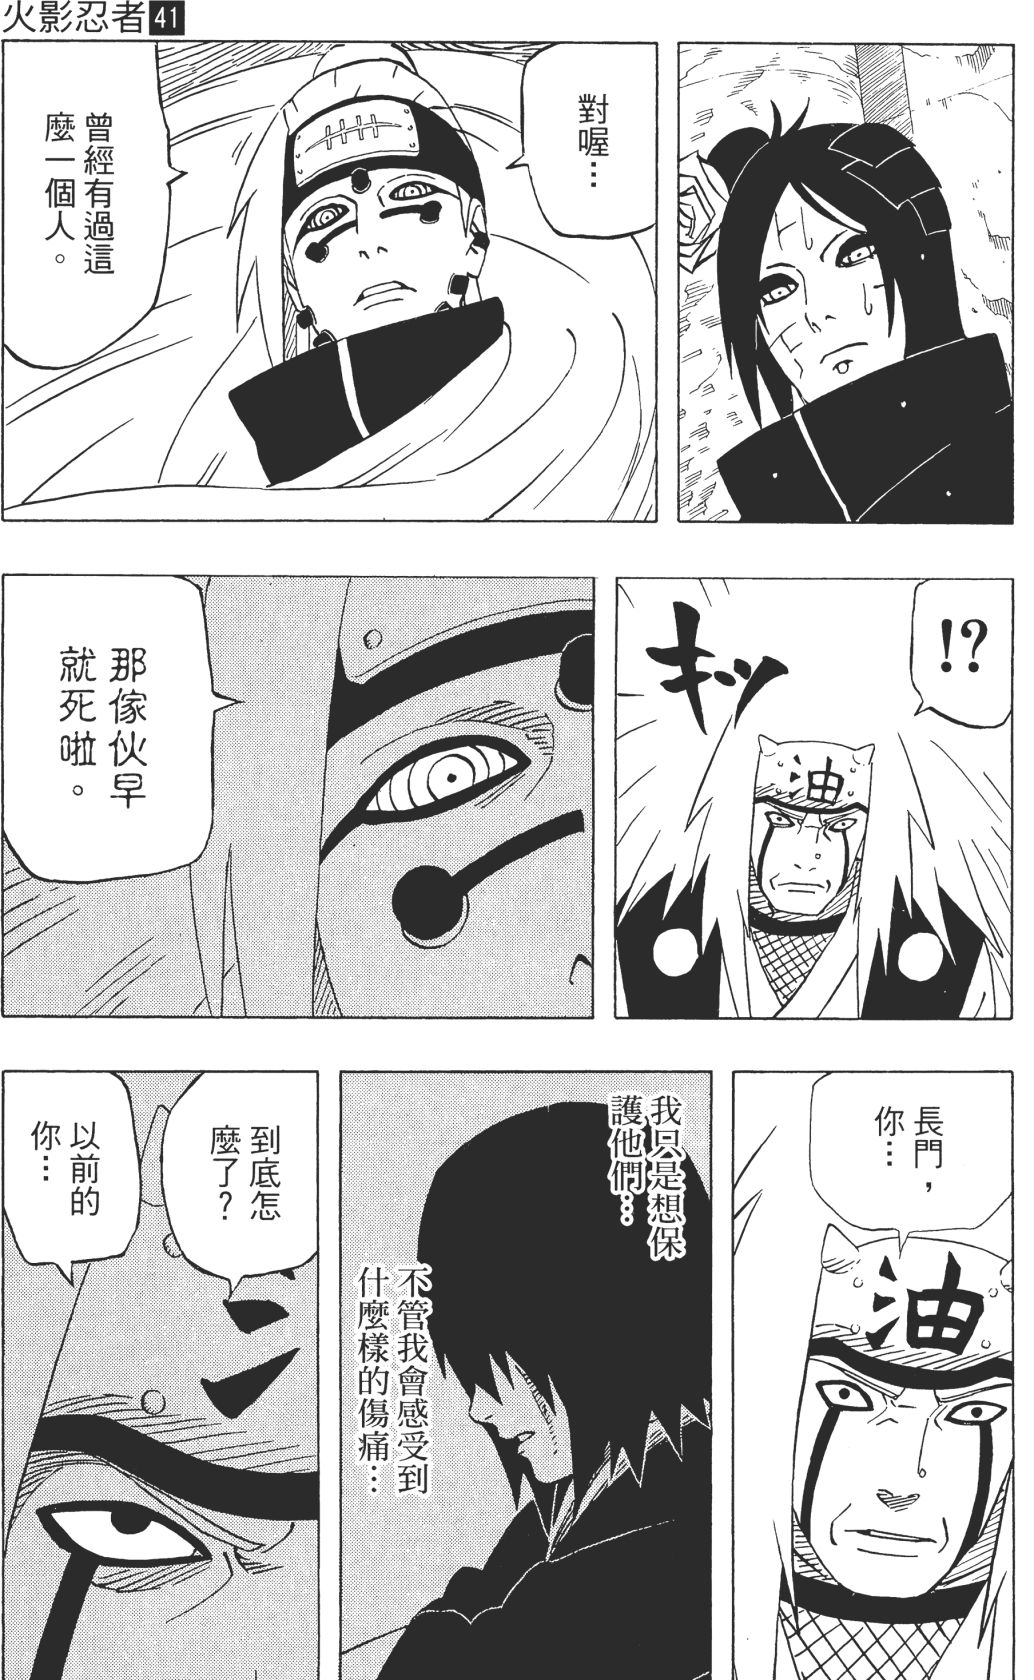 火影忍者41
對喔…
曾經有過這
麼一個人。
!?
キッ
油
那傢伙早
就死啦。
長門，
你…
油
我只是想保
護他們…
不管我會感受到
什麼樣的傷痛…
到底怎
麼了？
以前的
你…